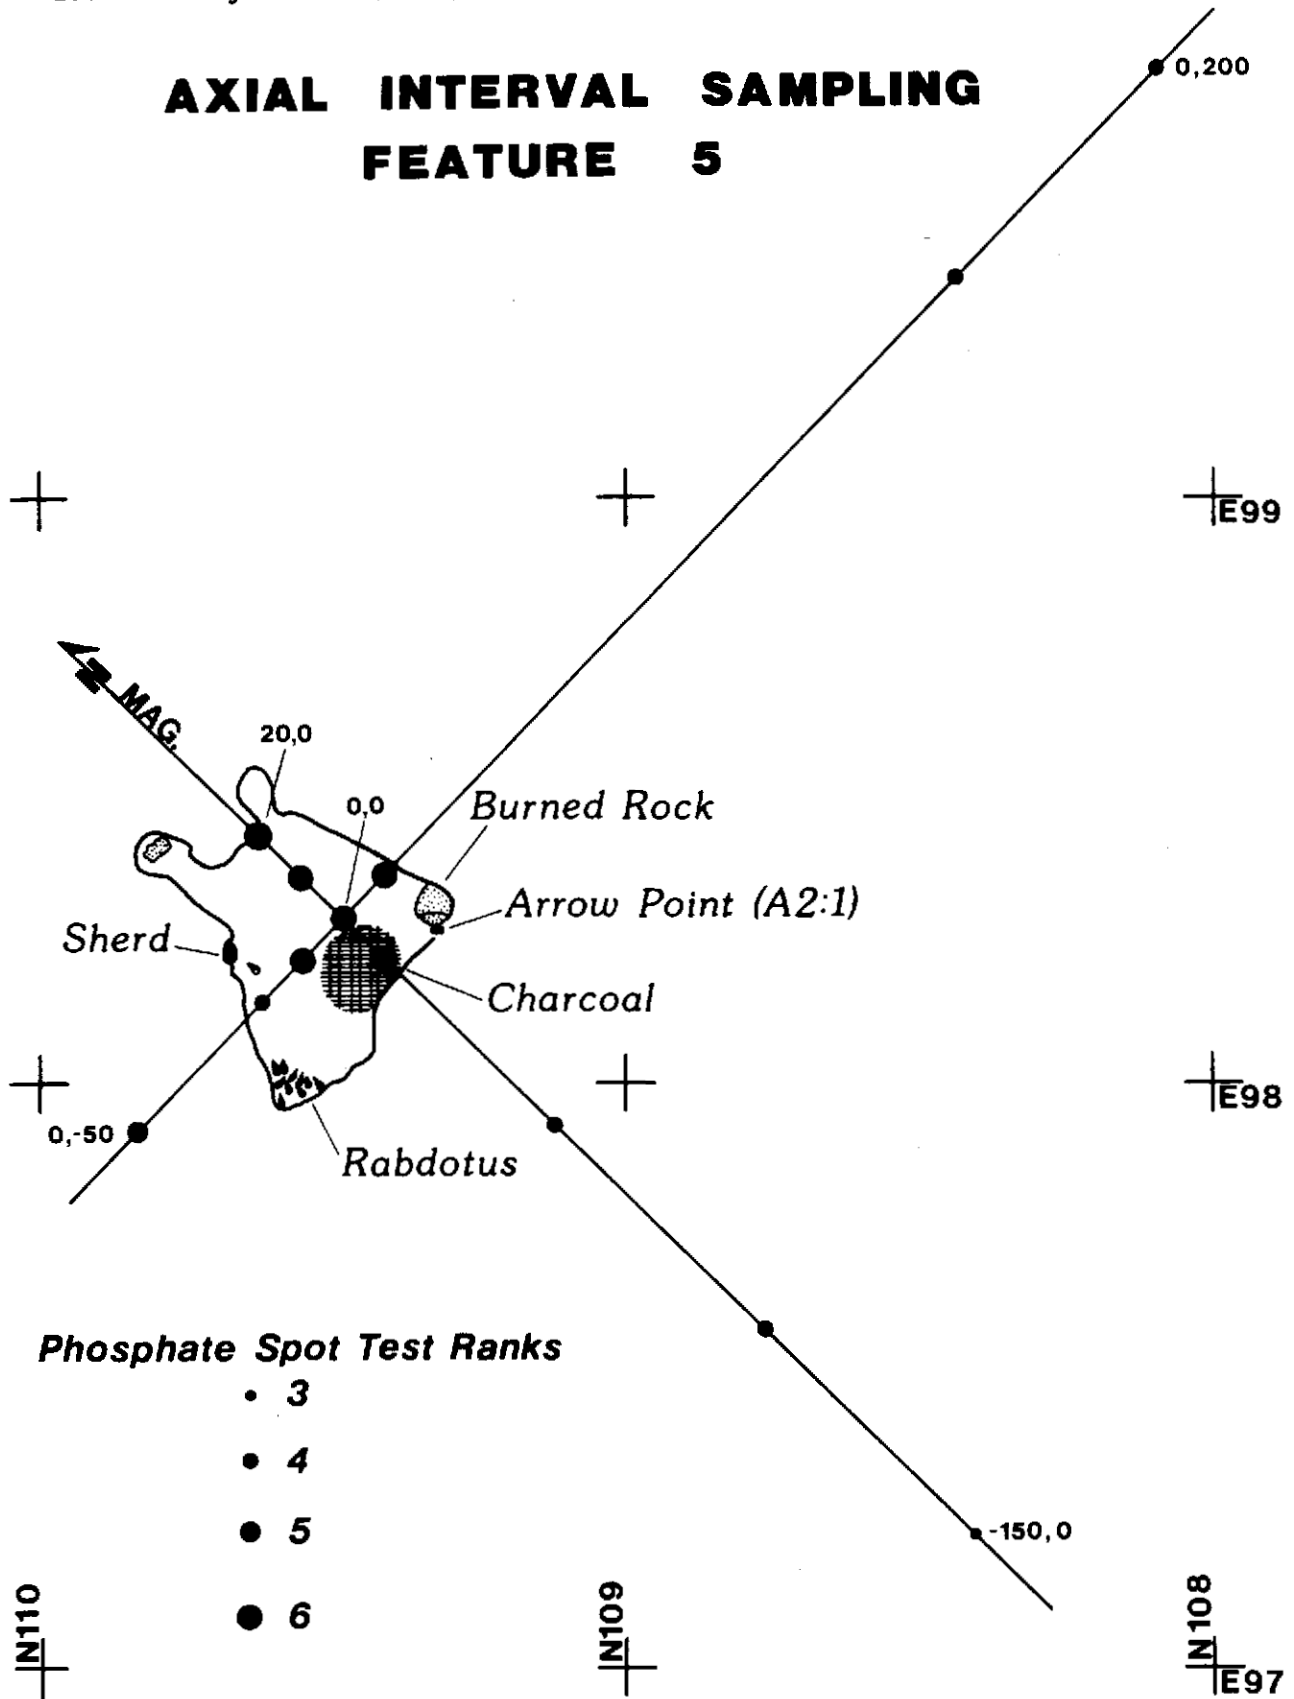 AXIAL INTERVAL SAMPLING
FEATURE 5
0,200
E99
N MAG.
20,0
0,0
Burned Rock
Arrow Point (A2:1)
Sherd
Charcoal
E98
0,-50
Rabdotus
Phosphate Spot Test Ranks
3
4
5
6
-150,0
N110
N109
N108
E97